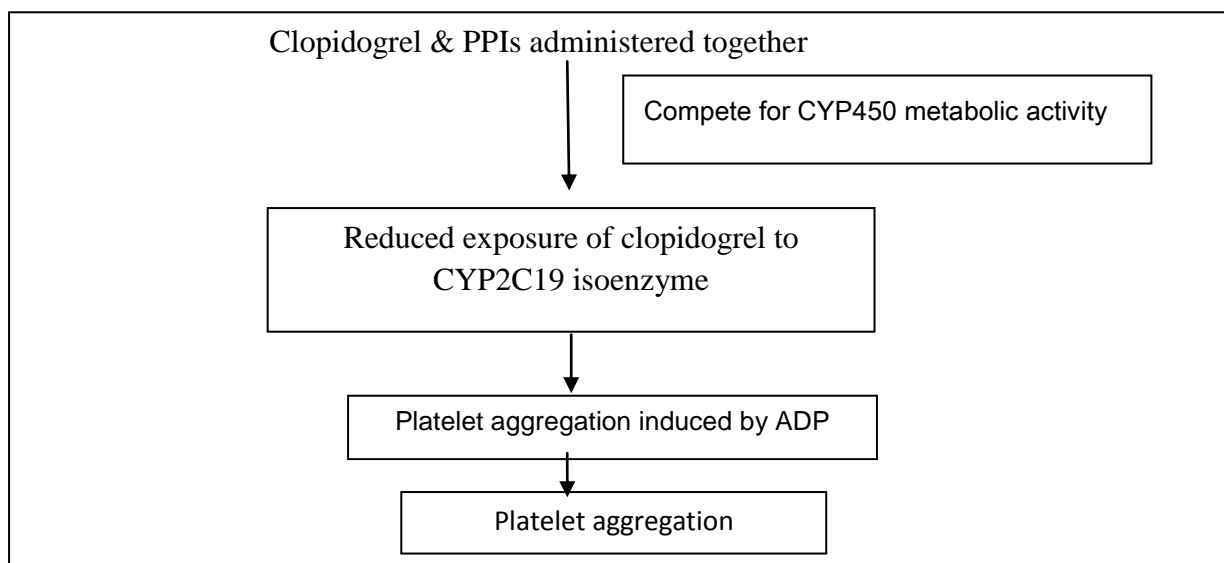 Clopidogrel & PPIs administered together
Compete for CYP450 metabolic activity
Reduced exposure of clopidogrel to
CYP2C19 isoenzyme
Platelet aggregation induced by ADP
Platelet aggregation